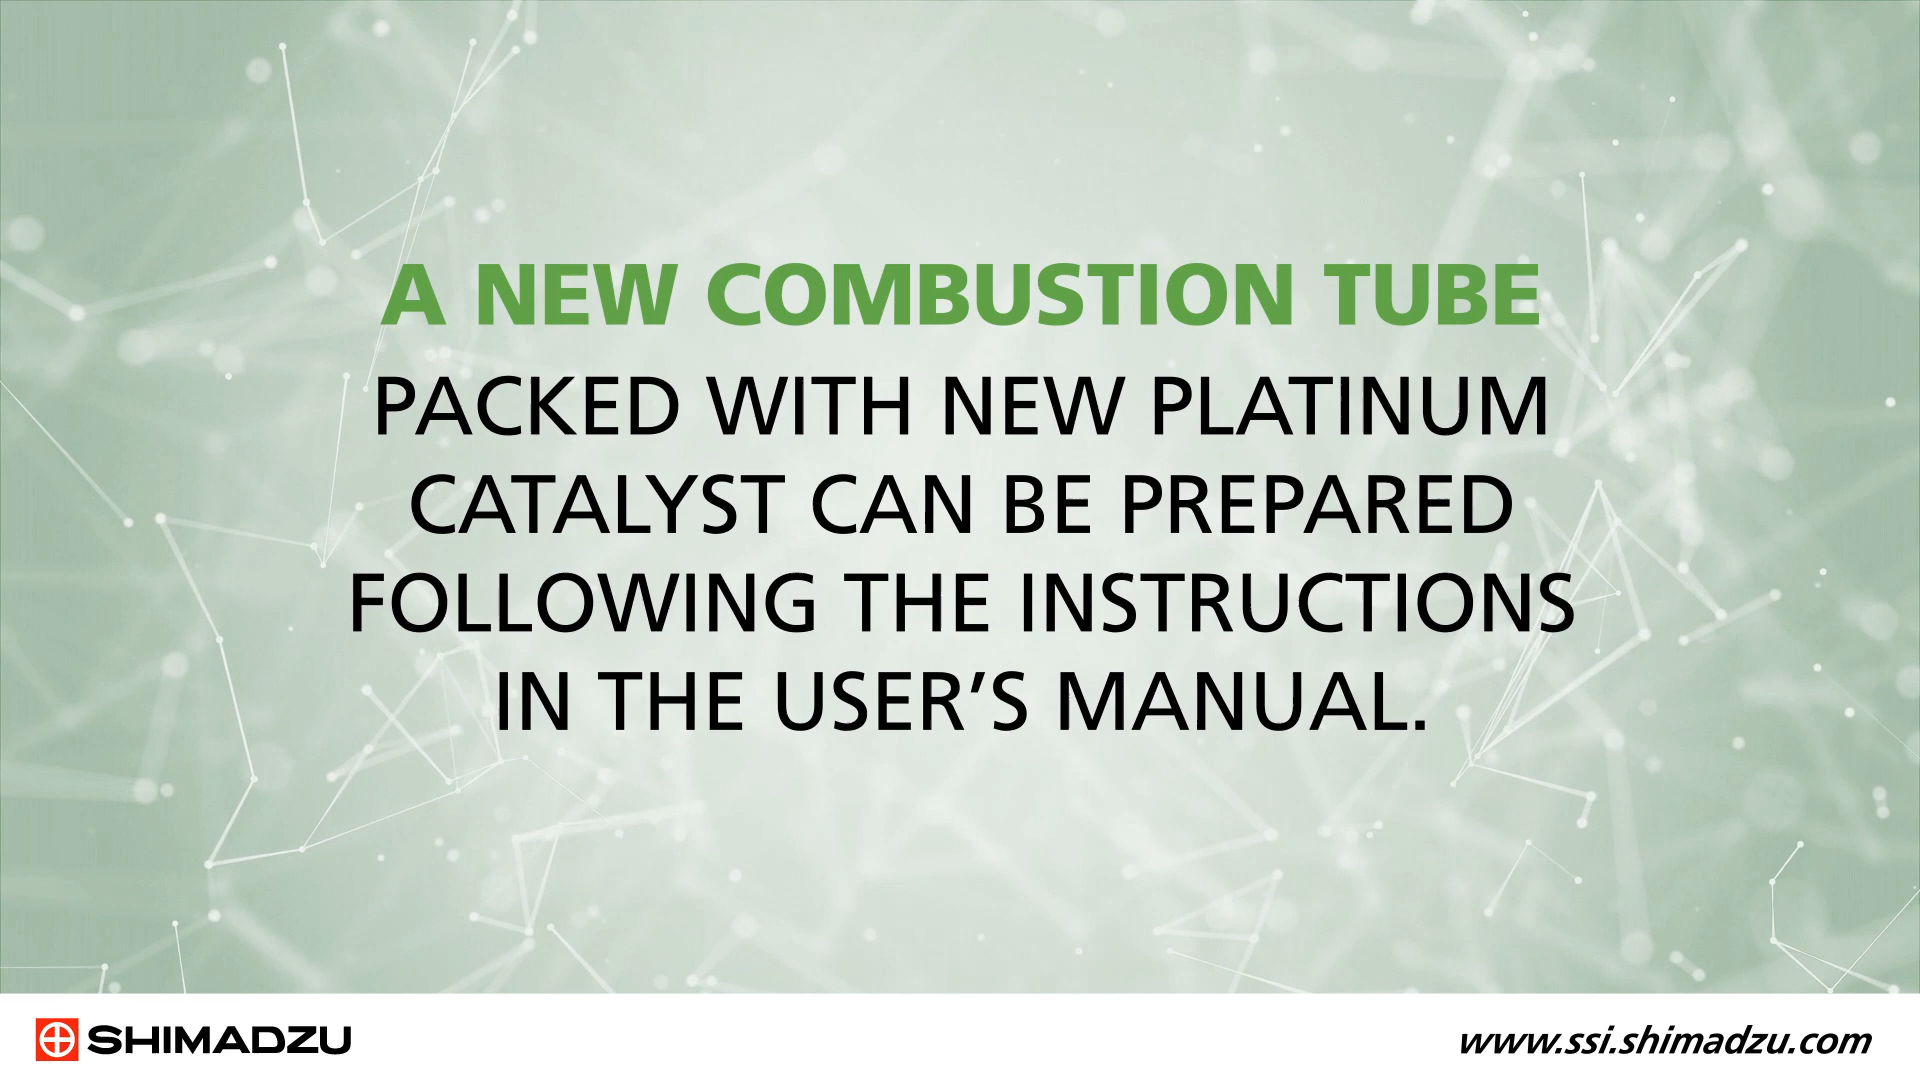 A NEW COMBUSTION TUBE
PACKED WITH NEW PLATINUM
CATALYST CAN BE PREPARED
FOLLOWING THE INSTRUCTIONS
IN THE USER’S MANUAL.
SHIMADZU
www.ssi.shimadzu.com